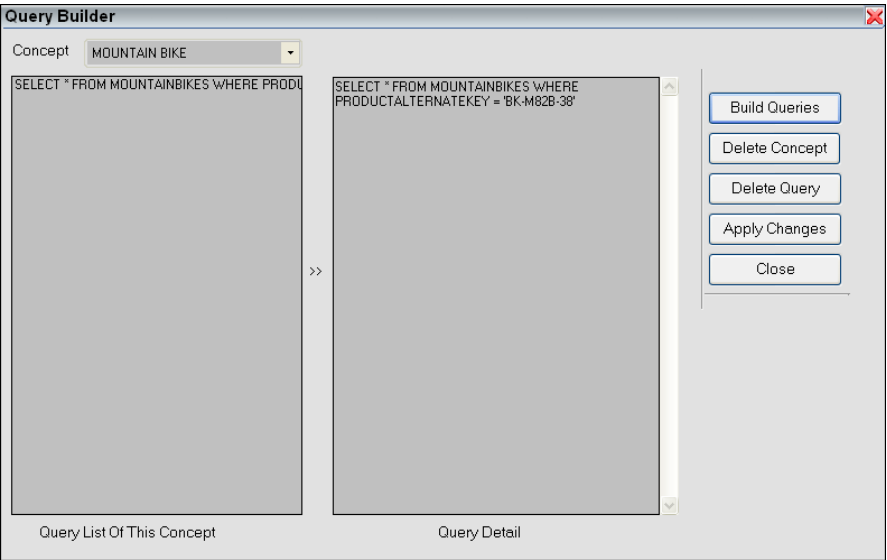 Query Builder
Concept MOUNTAIN BIKE
SELECT * FROM MOUNTAINBIKES WHERE
SELECT * FROM MOUNTAINBIKES WHERE
PRODUCTALTERNATEKEY = 'BK-M82B-38'
>>
Build Queries
Delete Concept
Delete Query
Apply Changes
Close
Query List Of This Concept
Query Detail